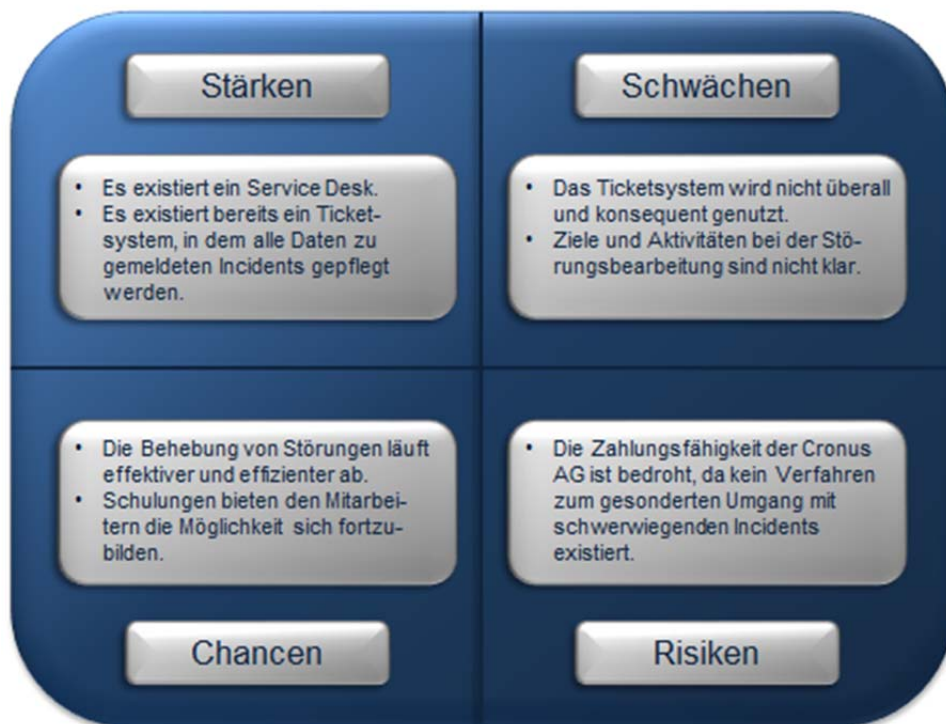 Stärken
• Es existiert ein Service Desk.
• Es existiert bereits ein Ticket-
system, in dem alle Daten zu
gemeldeten Incidents gepflegt
werden.
Schwächen
• Das Ticketsystem wird nicht überall
und konsequent genutzt.
• Ziele und Aktivitäten bei der Stö-
rungsbearbeitung sind nicht klar.
• Die Behebung von Störungen läuft
effektiver und effizienter ab.
• Schulungen bieten den Mitarbei-
tern die Möglichkeit sich fortzu-
bilden.
Chancen
• Die Zahlungsfähigkeit der Cronus
AG ist bedroht, da kein Verfahren
zum gesonderten Umgang mit
schwerwiegenden Incidents
existiert.
Risiken